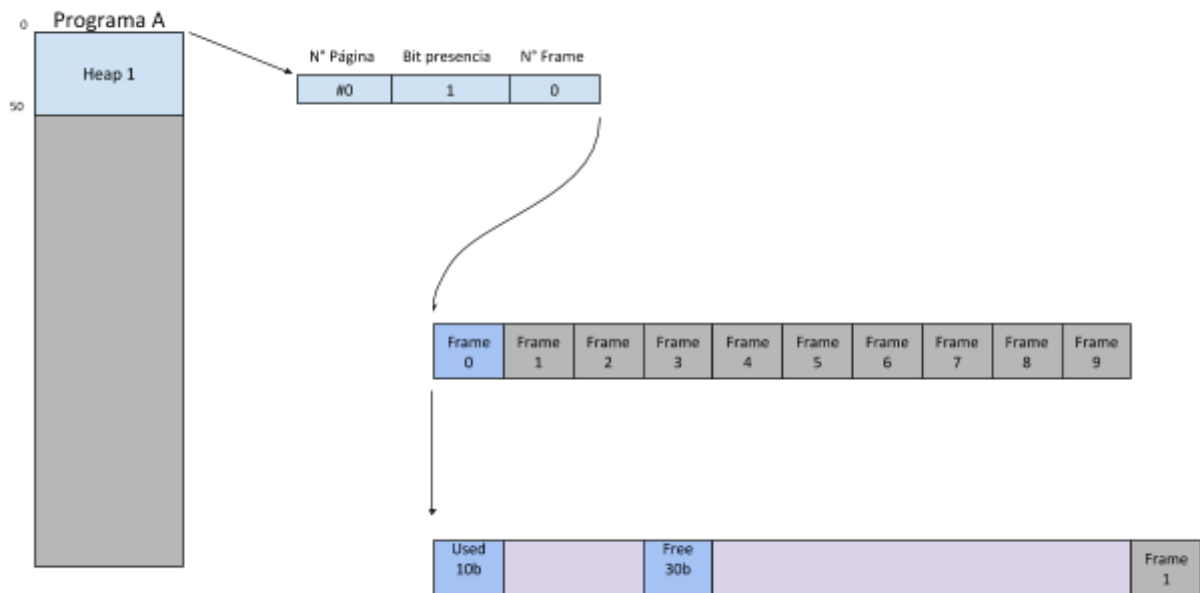 Programa A
0
Heap 1
50
N° Página Bit presencia N° Frame
#0 1 0
Frame 0
Frame 1
Frame 2
Frame 3
Frame 4
Frame 5
Frame 6
Frame 7
Frame 8
Frame 9
Used
10b
Free
30b
Frame
1